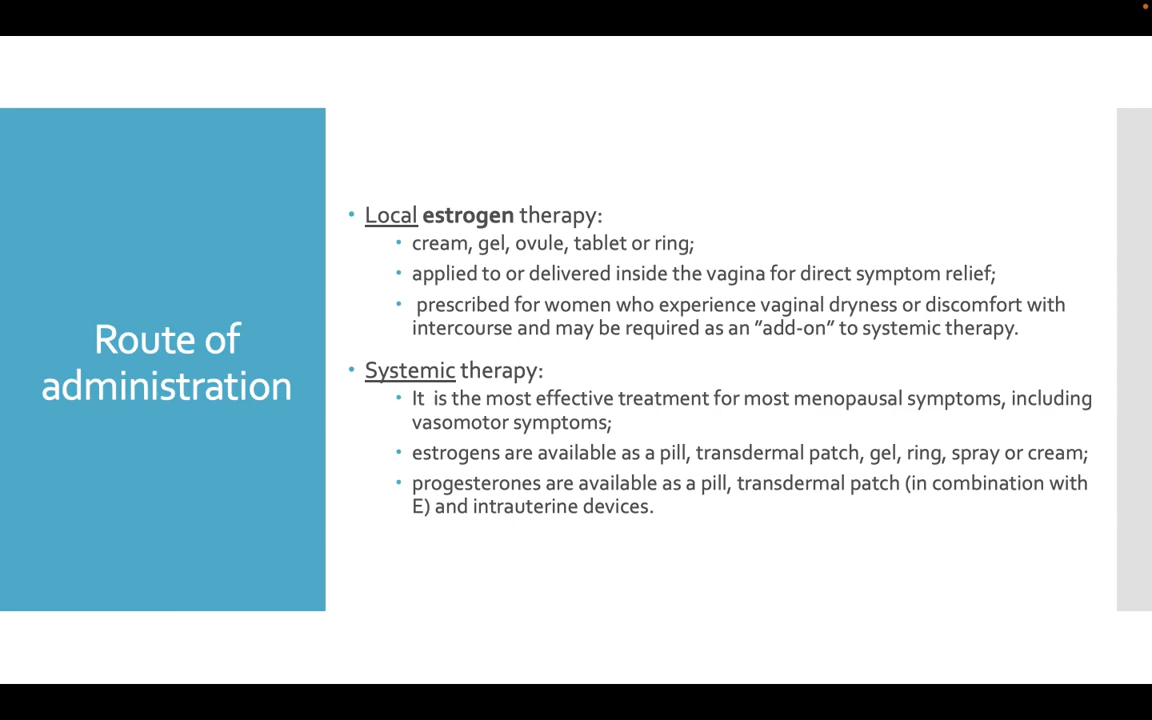 Route of
administration
• Local estrogen therapy:
• cream, gel, ovule, tablet or ring;
• applied to or delivered inside the vagina for direct symptom relief;
• prescribed for women who experience vaginal dryness or discomfort with
intercourse and may be required as an ”add-on” to systemic therapy.
• Systemic therapy:
• It is the most effective treatment for most menopausal symptoms, including
vasomotor symptoms;
• estrogens are available as a pill, transdermal patch, gel, ring, spray or cream;
• progesterones are available as a pill, transdermal patch (in combination with
E) and intrauterine devices.